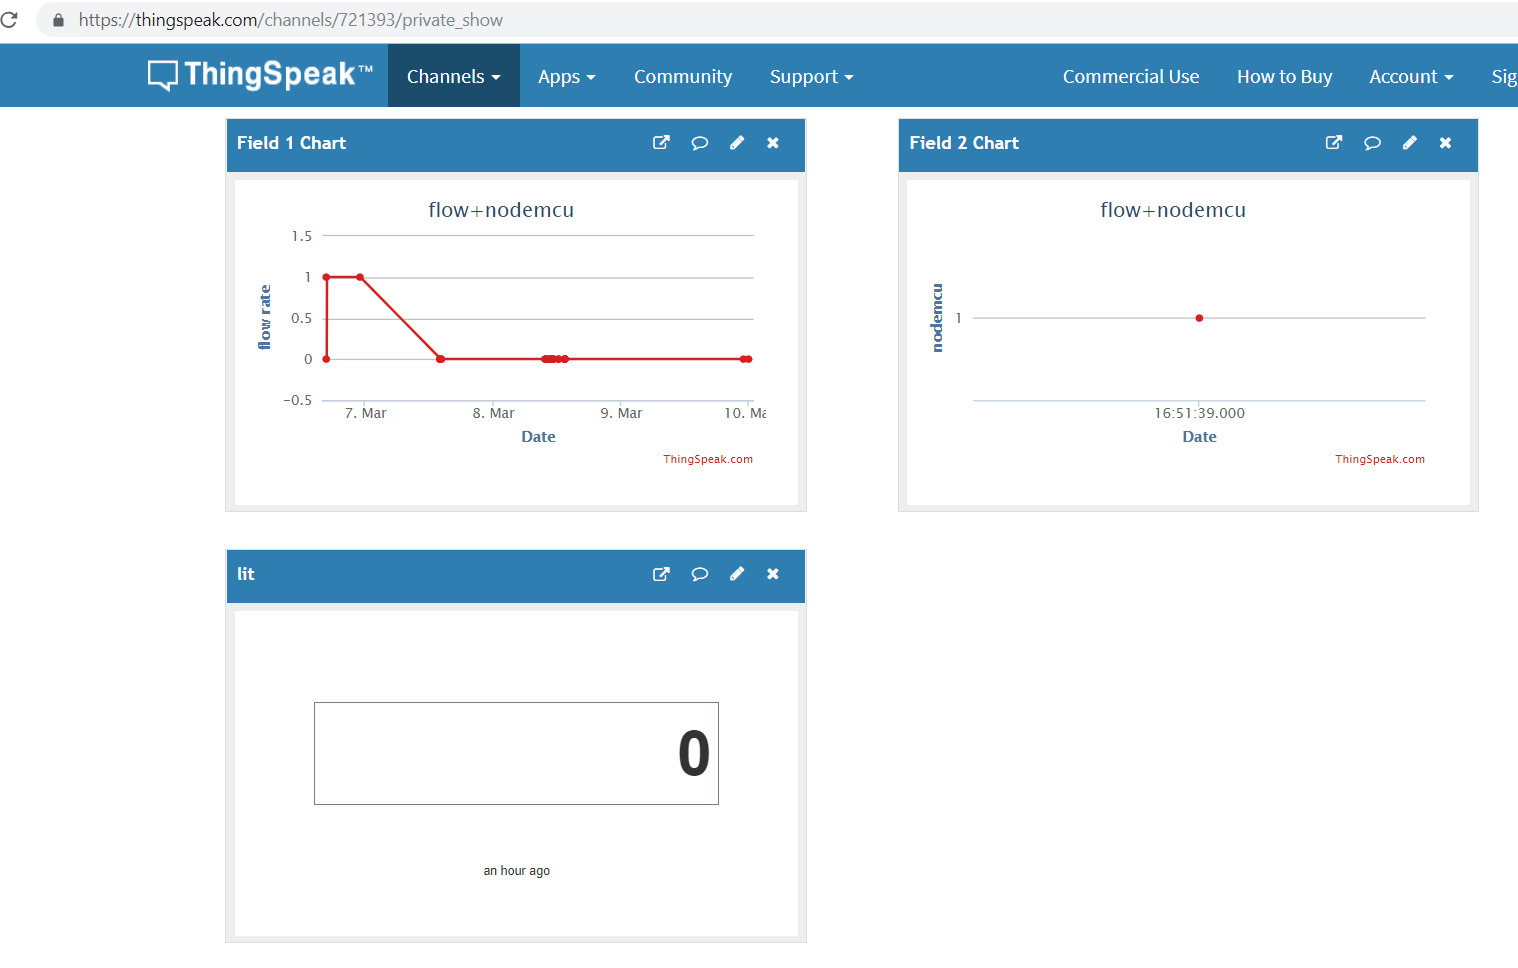 https://thingspeak.com/channels/721393/private_show
ThingSpeak™ Channels Apps Community Support Commercial Use How to Buy Account Sig
Field 1 Chart
flow+nodemcu
1.5
1
0.5
0
-0.5
flow rate
7. Mar 8. Mar 9. Mar 10. Ma
Date
ThingSpeak.com
Field 2 Chart
flow+nodemcu
nodemcu
1
16:51:39.000
Date
ThingSpeak.com
lit
0
an hour ago